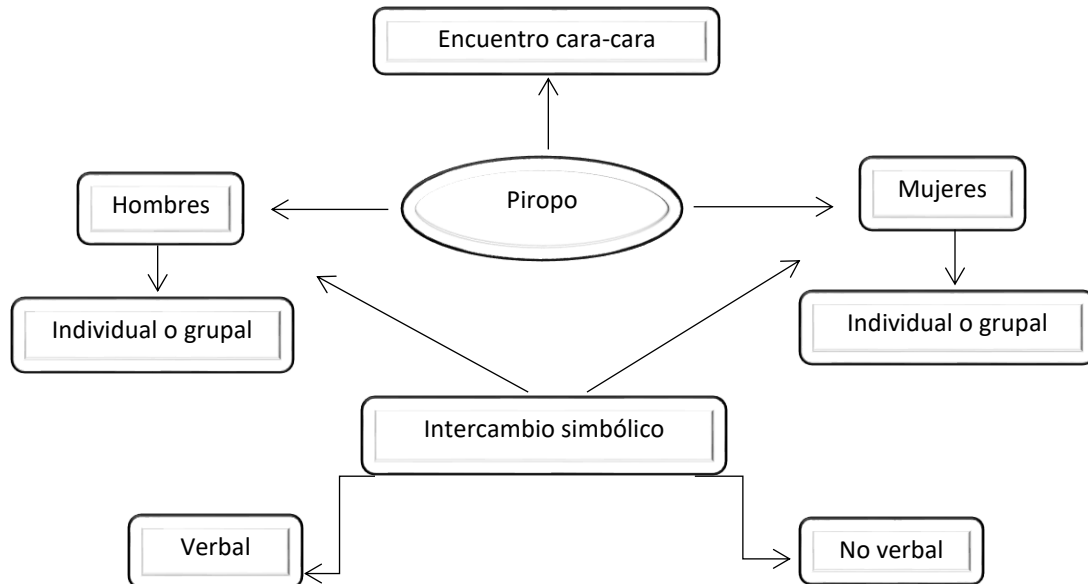 Encuentro cara-cara
Piropo
Hombres
Mujeres
Individual o grupal
Individual o grupal
Intercambio simbólico
Verbal
No verbal